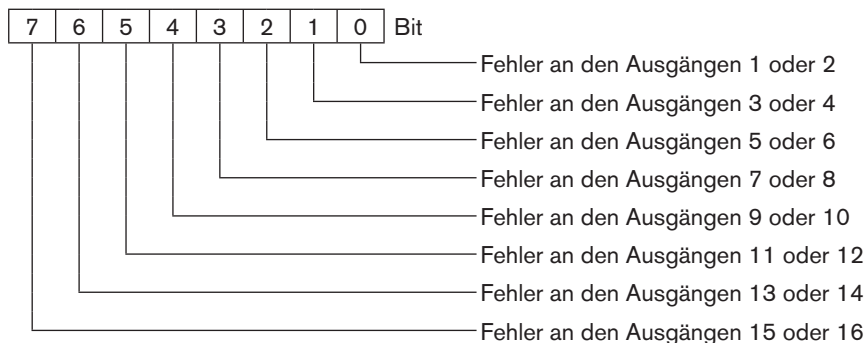 7 6 5 4 3 2 1 0 Bit
Fehler an den Ausgängen 1 oder 2
Fehler an den Ausgängen 3 oder 4
Fehler an den Ausgängen 5 oder 6
Fehler an den Ausgängen 7 oder 8
Fehler an den Ausgängen 9 oder 10
Fehler an den Ausgängen 11 oder 12
Fehler an den Ausgängen 13 oder 14
Fehler an den Ausgängen 15 oder 16